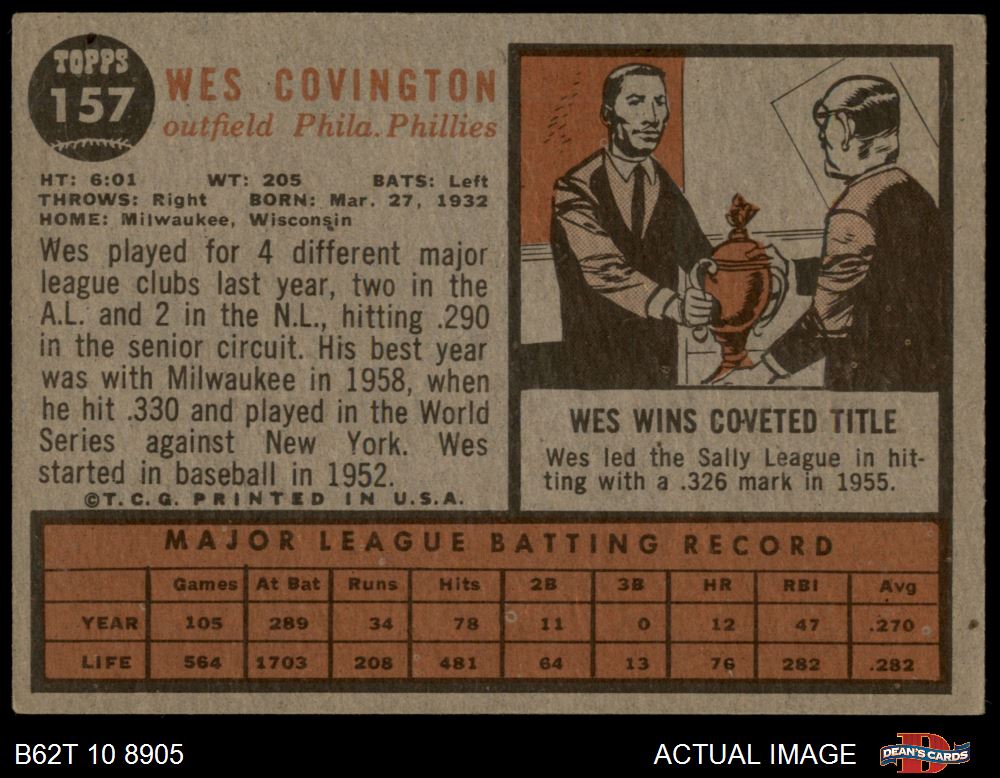 TOPPS
157
WES COVINGTON
outfield Phila. Phillies
HT: 6:01 WT: 205 BATS: Left
THROWS: Right BORN: Mar. 27, 1932
HOME: Milwaukee, Wisconsin
Wes played for 4 different major
league clubs last year, two in the
A.L. and 2 in the N.L., hitting .290
in the senior circuit. His best year
was with Milwaukee in 1958, when
he hit .330 and played in the World
Series against New York. Wes
started in baseball in 1952.
©T.C.G. PRINTED IN U.S.A.
WES WINS COVETED TITLE
Wes led the Sally League in hit-
ting with a .326 mark in 1955.
MAJOR LEAGUE BATTING RECORD
Games At Bat Runs Hits 2B 3B HR RBI Avg
YEAR 105 289 34 78 11 0 12 47 .270
LIFE 564 1703 208 481 64 13 76 282 .282
B62T 10 8905 ACTUAL IMAGE DEAN'S CARDS